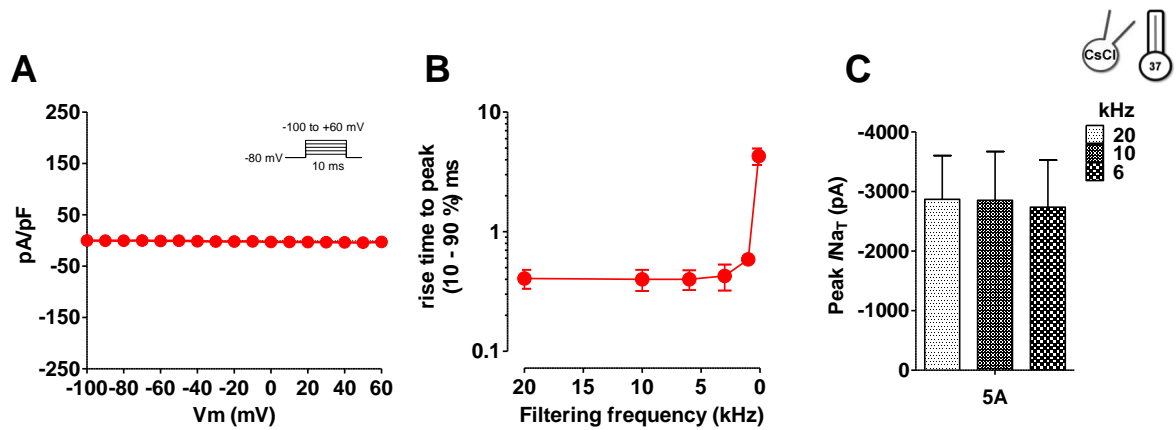 A
250
150
50
-50
-150
-250
pA/pF
-100 -80 -60 -40 -20 0 20 40 60
Vm (mV)
-100 to +60 mV
-80 mV
10 ms
B
10
1
0.1
rise time to peak
(10 - 90 %) ms
20 15 10 5 0
Filtering frequency (kHz)
C
CsCl
37
kHz
20
10
6
-4000
-3000
-2000
-1000
0
Peak INaT (pA)
5A